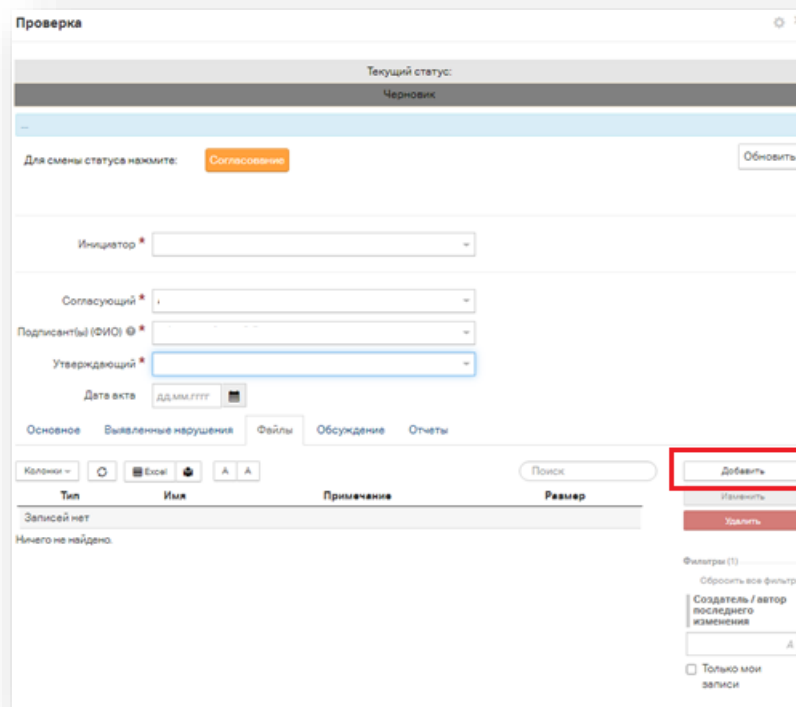 Проверка
Текущий статус:
Черновик
...
Для смены статуса нажмите:
Согласование
Обновить
Инициатор *
Согласующий *
Подписант(ы) (ФИО) *
Утверждающий *
Дата акта
дд.мм.гггг
Основное Выявленные нарушения Файлы Обсуждение Отчеты
Колонки Excel A A Поиск Добавить
Тип Имя Примечание Размер Изменить
Записей нет Удалить
Ничего не найдено.
Фильтры (1)
Сбросить все фильтр
Создатель / автор
последнего
изменения
A
Только мои
записи